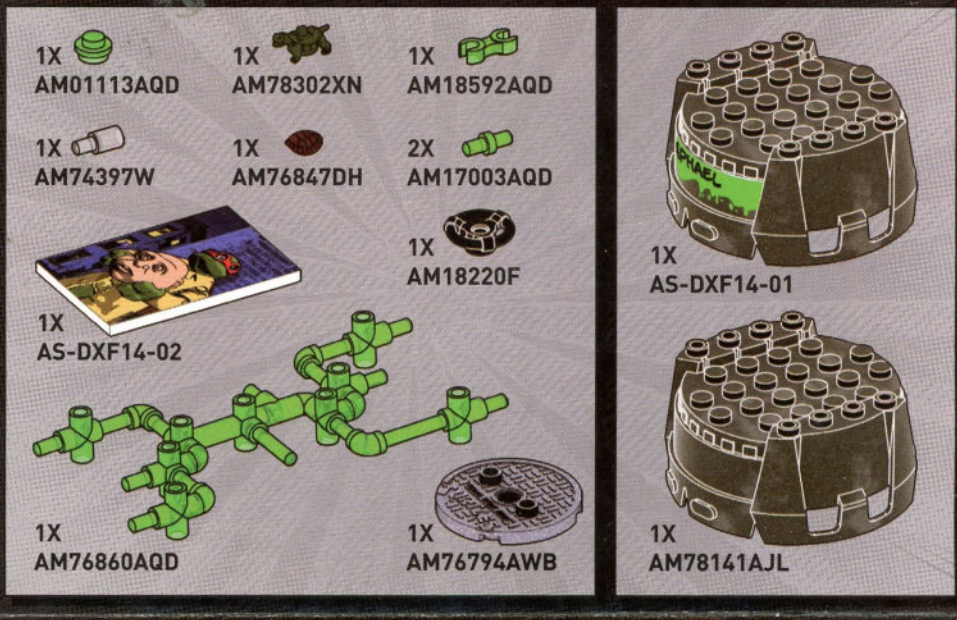 1X
AM01113AQD
1X
AM78302XN
1X
AM18592AQD
1X
AM74397W
1X
AM76847DH
2X
AM17003AQD
1X
AS-DXF14-02
1X
AM18220F
1X
AM76860AQD
1X
AM76794AWB
PHAEL
1X
AS-DXF14-01
1X
AM78141AJL